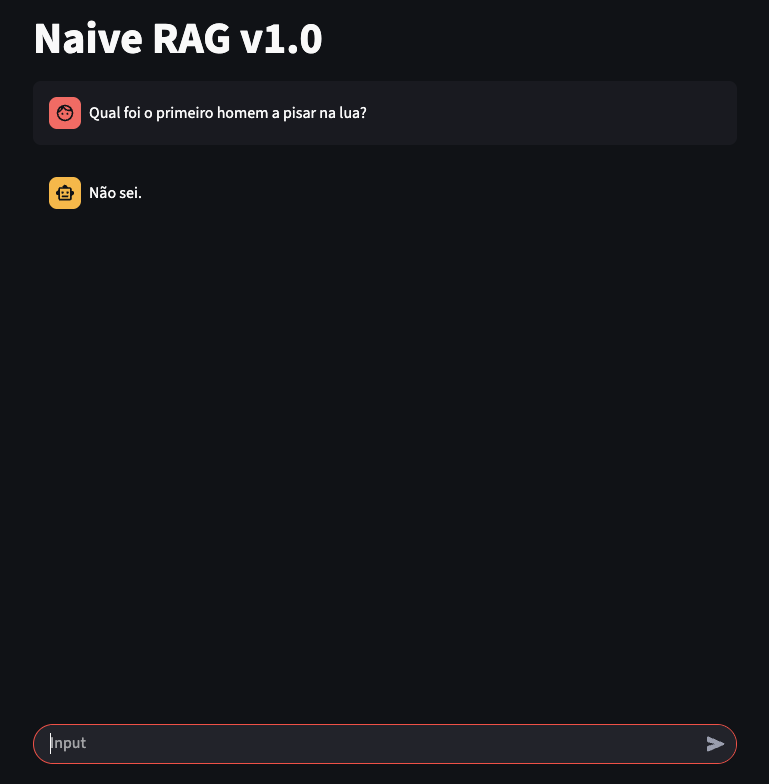 Naive RAG v1.0
Qual foi o primeiro homem a pisar na lua?
Não sei.
Input